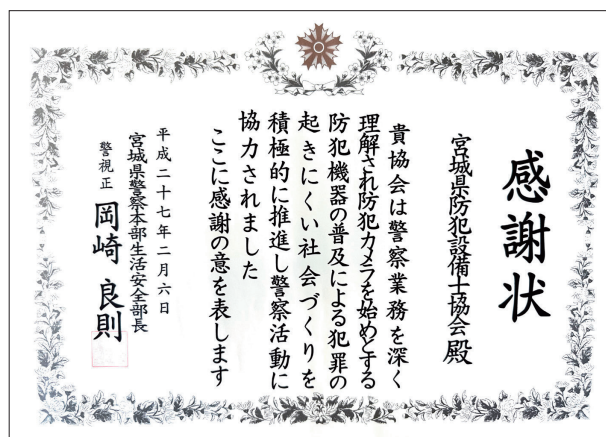 感謝状
宮城県防犯設備士協会殿
貴協会は警察業務を深く
理解され防犯カメラを始めとする
防犯機器の普及による犯罪の
起きにくい社会づくりを
積極的に推進し警察活動に
協力されました
ここに感謝の意を表します
平成二十七年二月六日
宮城県警察本部生活安全部長
警視正 岡崎良則